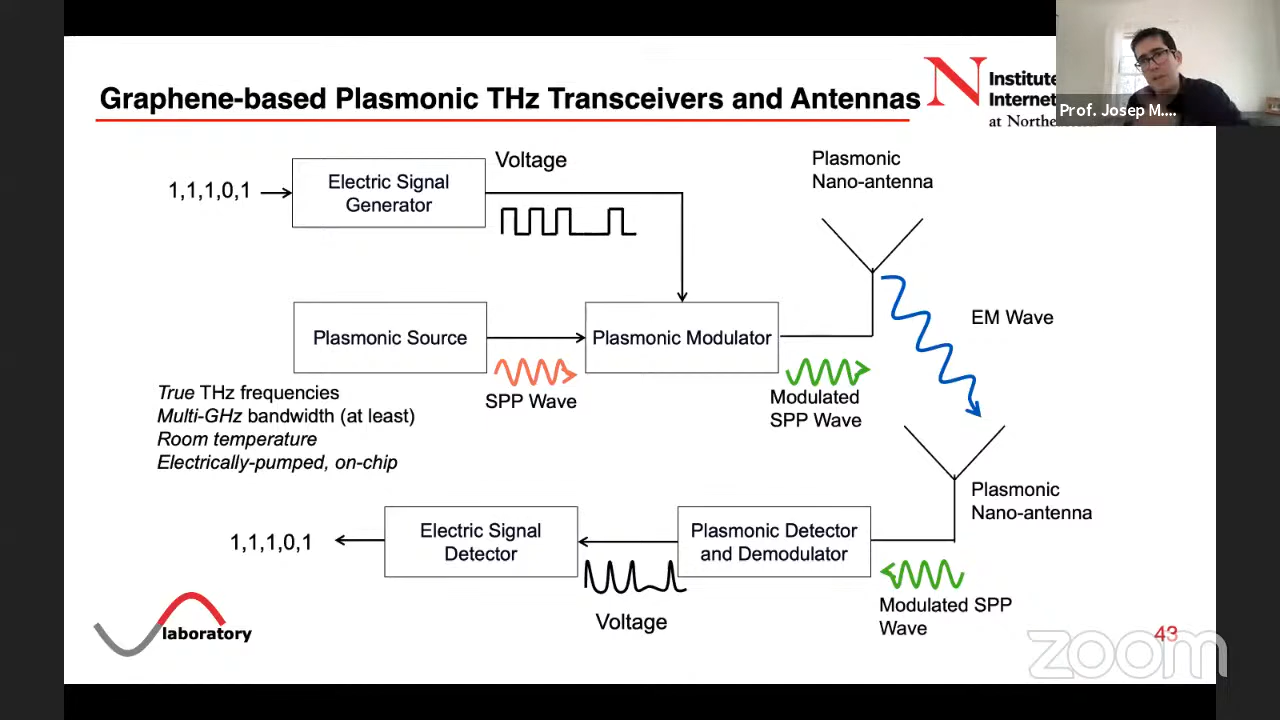 Graphene-based Plasmonic THz Transceivers and Antennas
N
Institute
Internet
at Northe
Prof. Josep M....
1,1,1,0,1
Electric Signal
Generator
Voltage
Plasmonic
Nano-antenna
Plasmonic Source
SPP Wave
Plasmonic Modulator
Modulated
SPP Wave
EM Wave
True THz frequencies
Multi-GHz bandwidth (at least)
Room temperature
Electrically-pumped, on-chip
Plasmonic
Nano-antenna
1,1,1,0,1
Electric Signal
Detector
Voltage
Plasmonic Detector
and Demodulator
Modulated SPP
Wave
laboratory
43
zoom